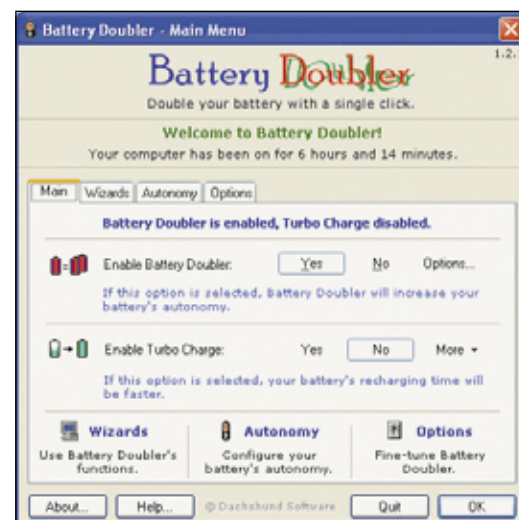 Battery Doubler - Main Menu
1.2.
Battery Doubler
Double your battery with a single click.
Welcome to Battery Doubler!
Your computer has been on for 6 hours and 14 minutes.
Main Wizards Autonomy Options
Battery Doubler is enabled, Turbo Charge disabled.
Enable Battery Doubler: Yes No Options...
If this option is selected, Battery Doubler will increase your
battery's autonomy.
Enable Turbo Charge: Yes No More
If this option is selected, your battery's recharging time will
be faster.
Wizards Autonomy Options
Use Battery Doubler's Configure your Fine-tune Battery
functions. battery's autonomy. Doubler.
About... Help... © Dachshund Software Quit OK